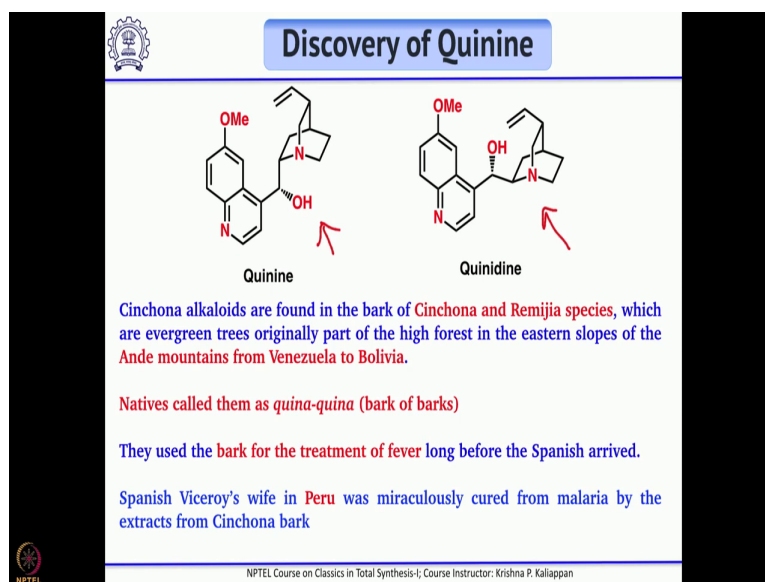 Discovery of Quinine
OMe
N
OH
N
Quinine
OMe
OH
N
N
Quinidine
Cinchona alkaloids are found in the bark of Cinchona and Remijia species, which
are evergreen trees originally part of the high forest in the eastern slopes of the
Ande mountains from Venezuela to Bolivia.
Natives called them as quina-quina (bark of barks)
They used the bark for the treatment of fever long before the Spanish arrived.
Spanish Viceroy's wife in Peru was miraculously cured from malaria by the
extracts from Cinchona bark
NPTEL Course on Classics in Total Synthesis-I; Course Instructor: Krishna P. Kaliappan
NPTEL